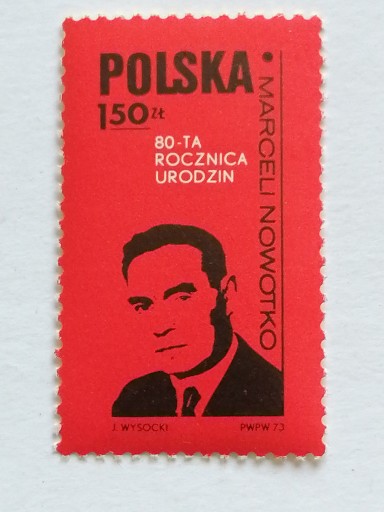 POLSKA
150 ZŁ
80-TA
ROCZNICA
URODZIN
• MARCELI NOWOTKO
J. WYSOCKI
PWPW 73